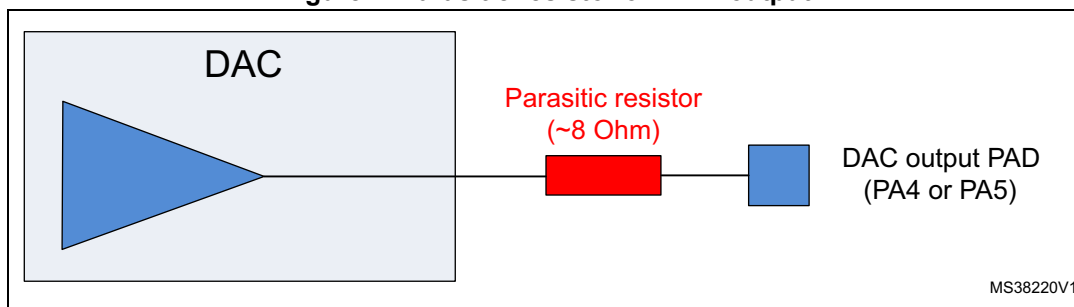 DAC
Parasitic resistor
(~8 Ohm)
DAC output PAD
(PA4 or PA5)
MS38220V1